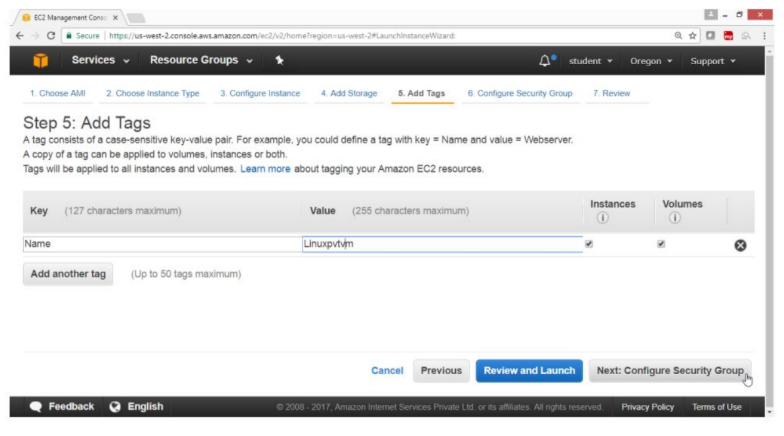 EC2 Management Conso
Secure | https://us-west-2.console.aws.amazon.com/ec2/v2/home?region=us-west-2#LaunchInstanceWizard:
Services Resource Groups student Oregon Support
1. Choose AMI 2. Choose Instance Type 3. Configure Instance 4. Add Storage 5. Add Tags 6. Configure Security Group 7. Review
Step 5: Add Tags
A tag consists of a case-sensitive key-value pair. For example, you could define a tag with key = Name and value = Webserver.
A copy of a tag can be applied to volumes, instances or both.
Tags will be applied to all instances and volumes. Learn more about tagging your Amazon EC2 resources.
Key (127 characters maximum) Value (255 characters maximum) Instances Volumes
Name Linuxpvtvm
Add another tag (Up to 50 tags maximum)
Cancel Previous Review and Launch Next: Configure Security Group
Feedback English © 2008 - 2017, Amazon Internet Services Private Ltd. or its affiliates. All rights reserved. Privacy Policy Terms of Use